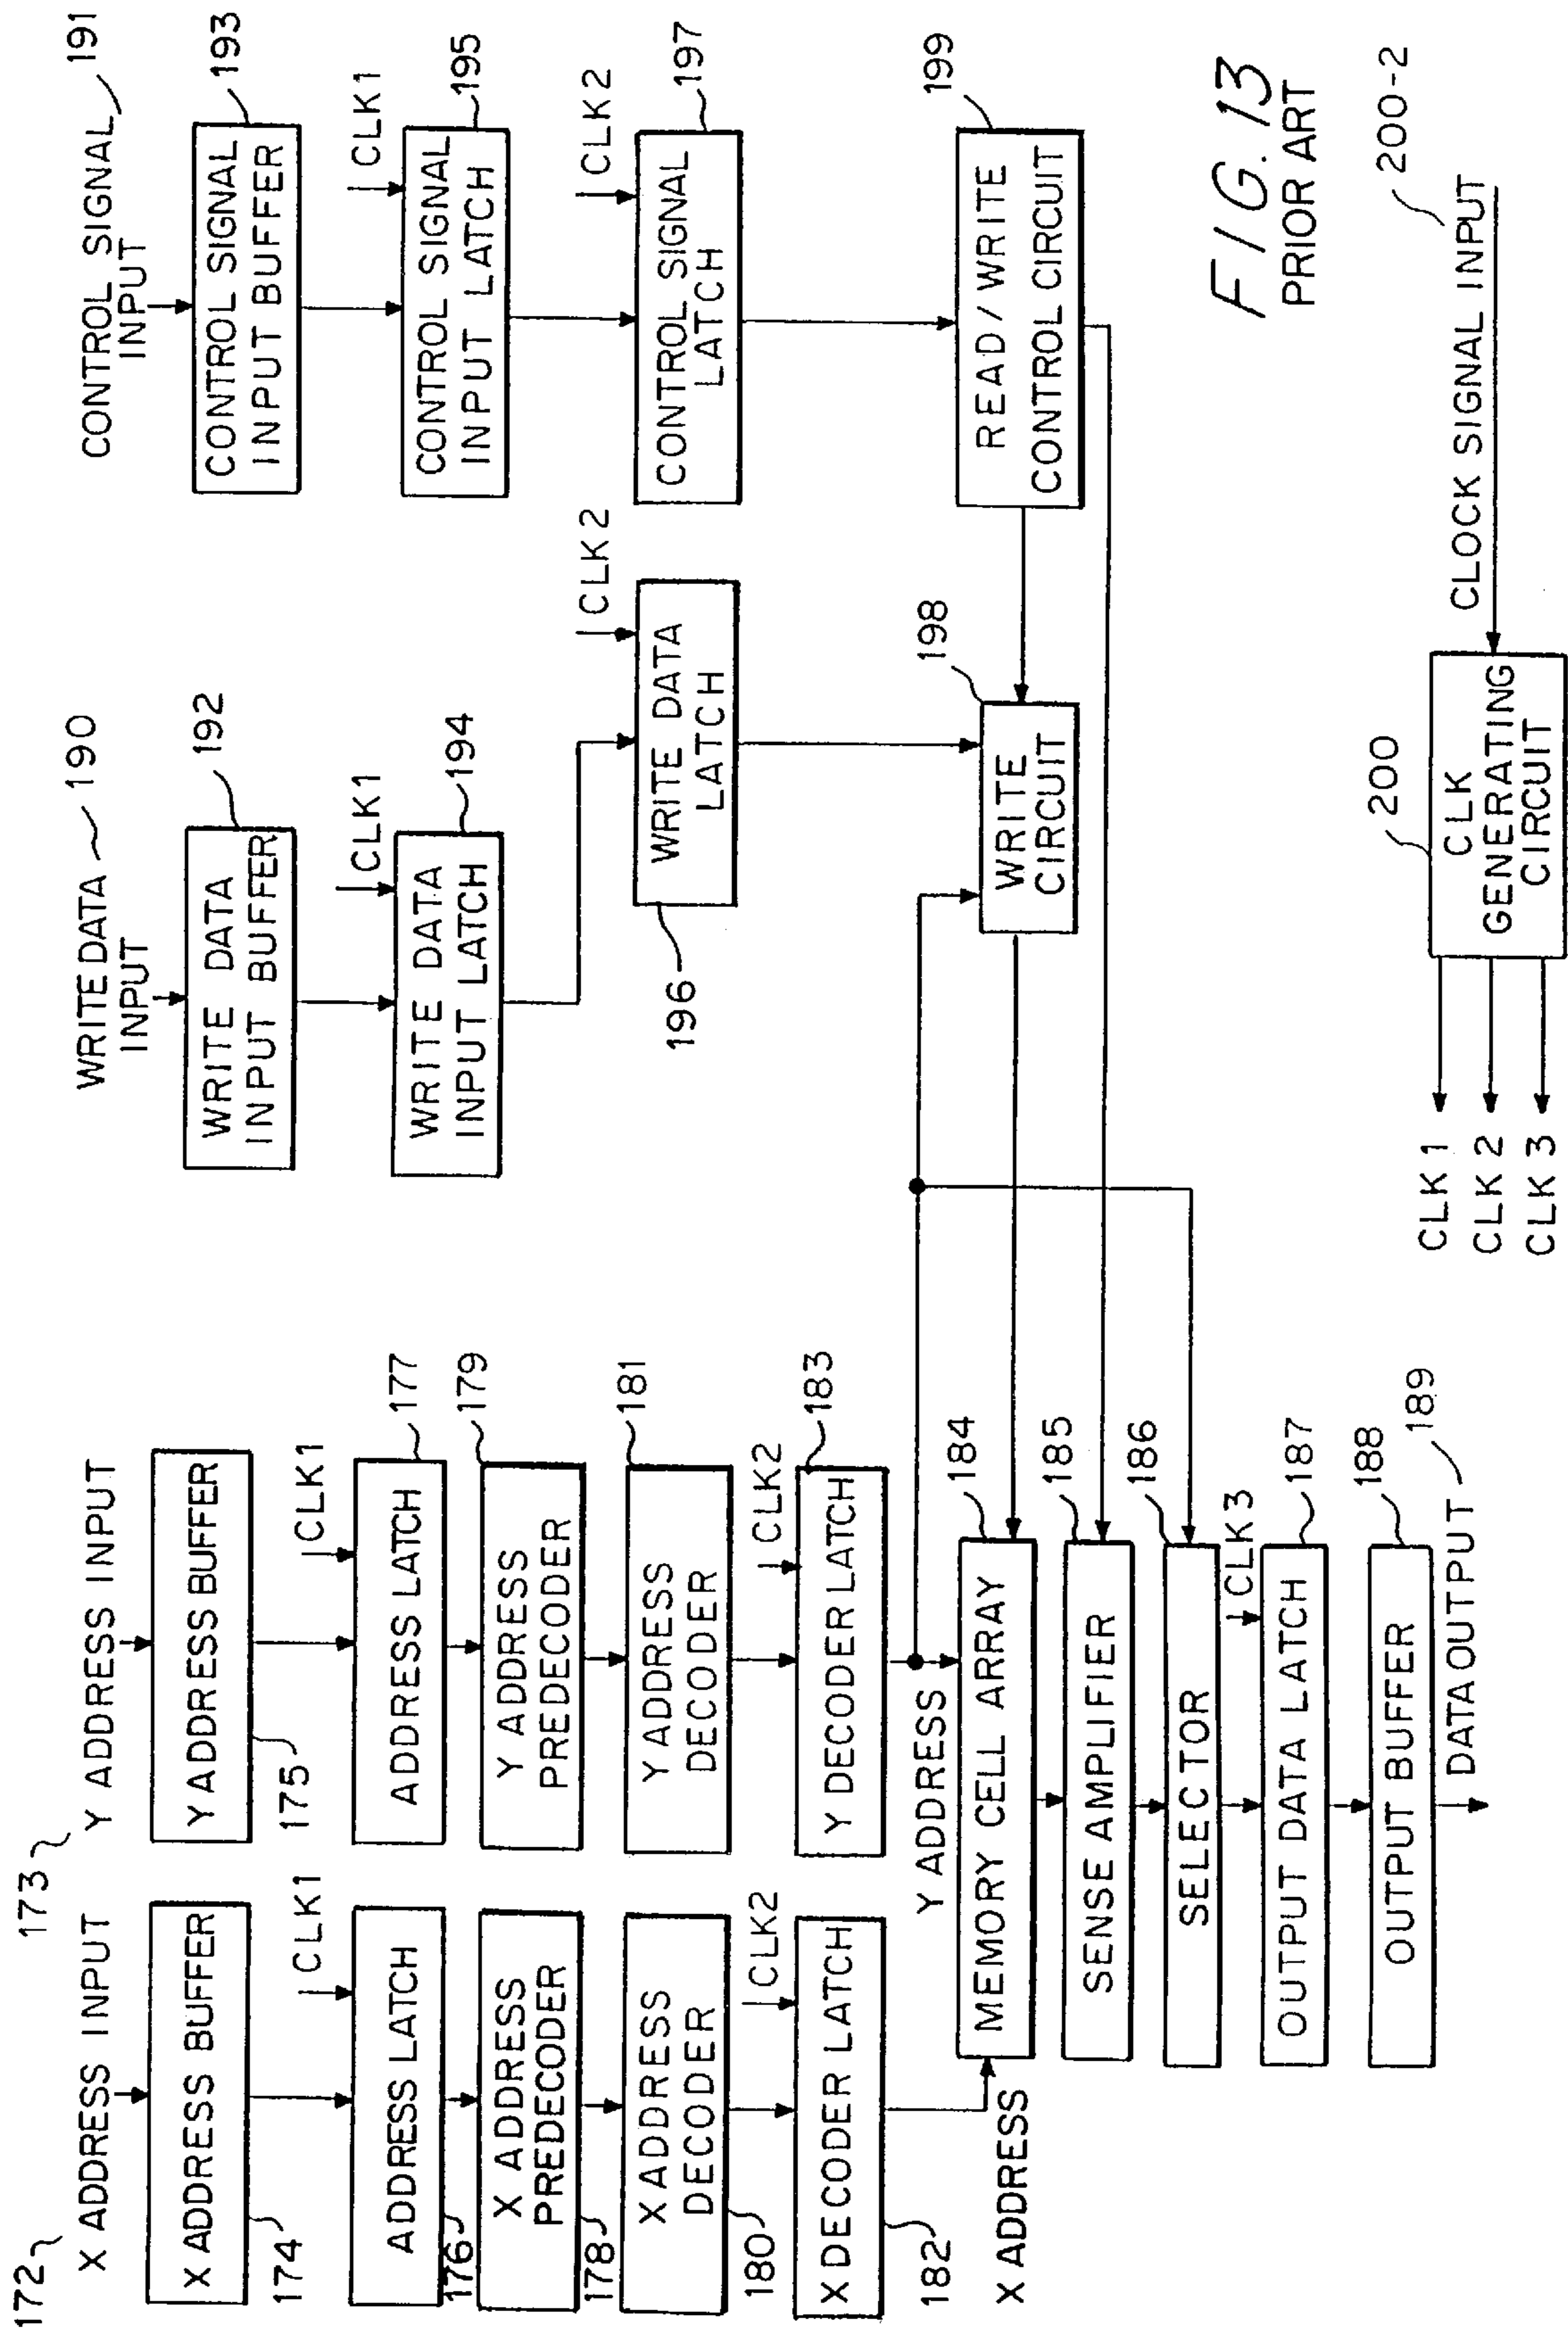 172
X ADDRESS INPUT
X ADDRESS BUFFER
174
CLK1
ADDRESS LATCH
176
X ADDRESS
PREDECODER
178
X ADDRESS
DECODER
180
CLK2
X DECODER LATCH
182
X ADDRESS
173
Y ADDRESS INPUT
Y ADDRESS BUFFER
175
CLK1
ADDRESS LATCH
177
Y ADDRESS
PREDECODER
179
Y ADDRESS
DECODER
181
CLK2
Y DECODER LATCH
183
Y ADDRESS
MEMORY CELL ARRAY
184
SENSE AMPLIFIER
185
SELECTOR
186
CLK3
OUTPUT DATA LATCH
187
OUTPUT BUFFER
188
DATA OUTPUT
189
WRITE DATA
INPUT
190
WRITE DATA
INPUT BUFFER
192
CLK1
WRITE DATA
INPUT LATCH
194
CLK2
WRITE DATA
LATCH
196
WRITE
CIRCUIT
198
CONTROL SIGNAL
INPUT
191
CONTROL SIGNAL
INPUT BUFFER
193
CLK1
CONTROL SIGNAL
INPUT LATCH
195
CLK2
CONTROL SIGNAL
LATCH
197
READ/WRITE
CONTROL CIRCUIT
199
FIG. 13
PRIOR ART
CLK 1
CLK 2
CLK 3
200
CLK
GENERATING
CIRCUIT
CLOCK SIGNAL INPUT
200-2